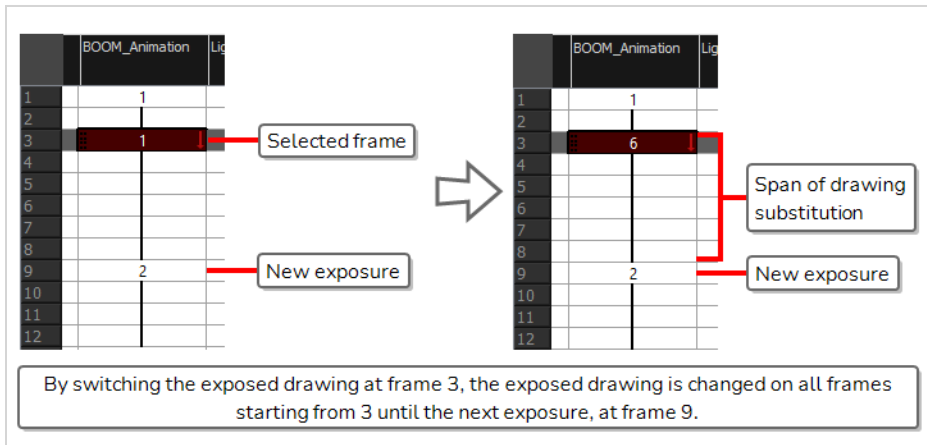 BOOM_Animation Lig
1 1
2
3 1
4
5
6
7
8
9 2
10
11
12
Selected frame
New exposure
BOOM_Animation Lig
1 1
2
3 6
4
5
6
7
8
9 2
10
11
12
Span of drawing
substitution
New exposure
By switching the exposed drawing at frame 3, the exposed drawing is changed on all frames
starting from 3 until the next exposure, at frame 9.